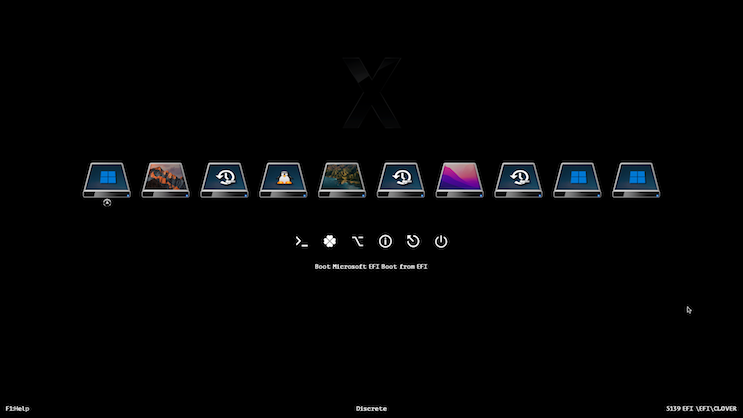 X
Boot Microsoft EFI Boot from EFI
F1:Help
Discrete
5139 EFI \EFI\CLOVER